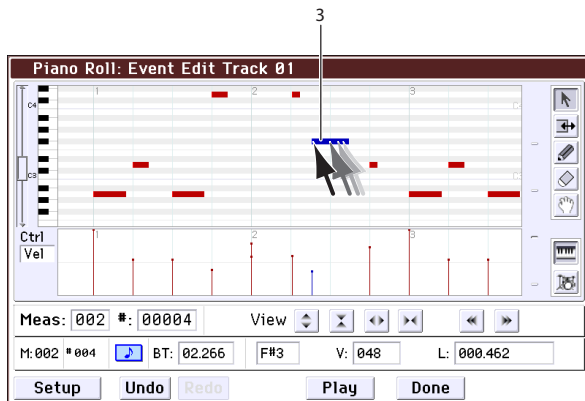 3
Piano Roll: Event Edit Track 01
1 2 3
C4
C3
Ctrl
Vel
1 2 3
Meas: 002 #: 00004 View
M:002 #004 BT: 02.266 F#3 V: 048 L: 000.462
Setup Undo Redo Play Done